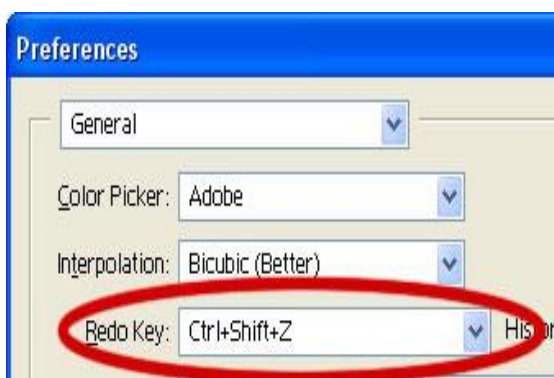 Preferences
General
Color Picker: Adobe
Interpolation: Bicubic (Better)
Redo Key: Ctrl+Shift+Z